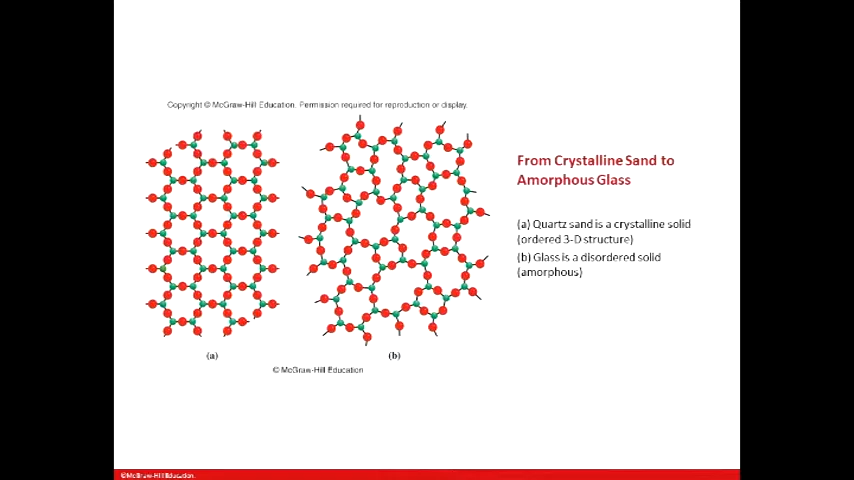 Copyright © McGraw-Hill Education. Permission required for reproduction or display.
From Crystalline Sand to
Amorphous Glass
(a) Quartz sand is a crystalline solid
(ordered 3-D structure)
(b) Glass is a disordered solid
(amorphous)
(a)
(b)
© McGraw-Hill Education
©McGraw-Hill Education.